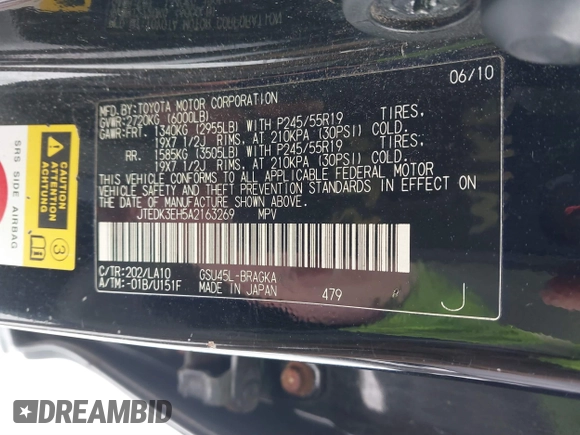 06/10
MFD.BY:TOYOTA MOTOR CORPORATION
GVWR:2720KG (6000LB)
GAWR:FRT. 1340KG (2955LB) WITH P245/55R19 TIRES,
19X7 1/2J RIMS, AT 210KPA (30PSI) COLD.
RR. 1585KG (3505LB) WITH P245/55R19 TIRES,
19X7 1/2J RIMS, AT 210KPA (30PSI) COLD.
THIS VEHICLE CONFORMS TO ALL APPLICABLE FEDERAL MOTOR
VEHICLE SAFETY AND THEFT PREVENTION STANDARDS IN EFFECT ON
THE DATE OF MANUFACTURE SHOWN ABOVE.
JTEDK3EH5A2163269 MPV
C/TR:202/LA10 GSU45L-BRAGKA
A/TM:-01B/U151F MADE IN JAPAN 479
J
SRS SIDE AIRBAG
CAUTION
ATTENTION
ACHTUNG
3
DREAMBID